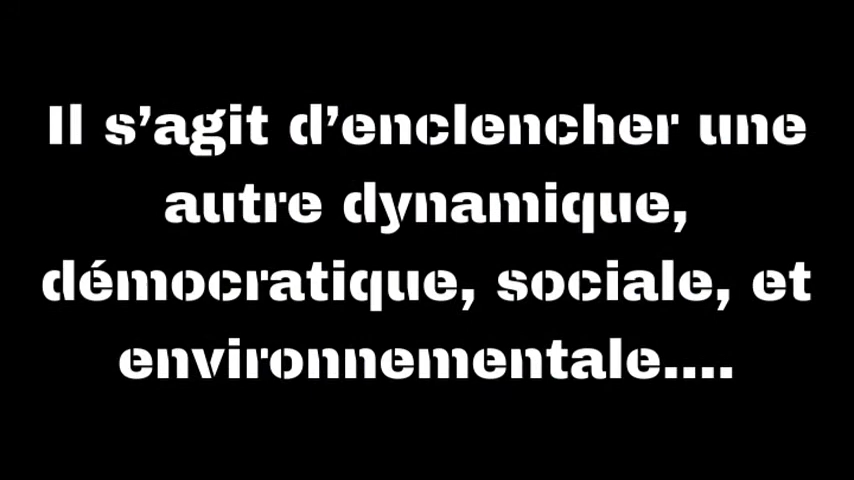 Il s’agit d’enclencher une
autre dynamique,
démocratique, sociale, et
environnementale....